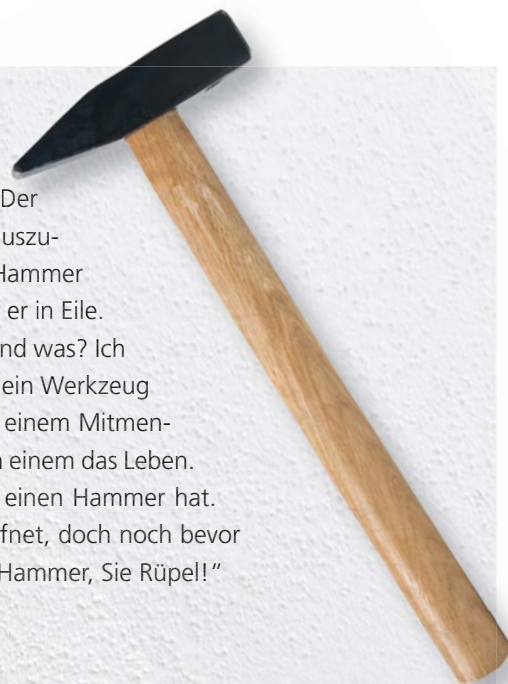 Der
uszu-
Hammer
er in Eile.
nd was? Ich
ein Werkzeug
einem Mitmen-
einem das Leben.
einen Hammer hat.
fnet, doch noch bevor
Hammer, Sie Rüpel!“